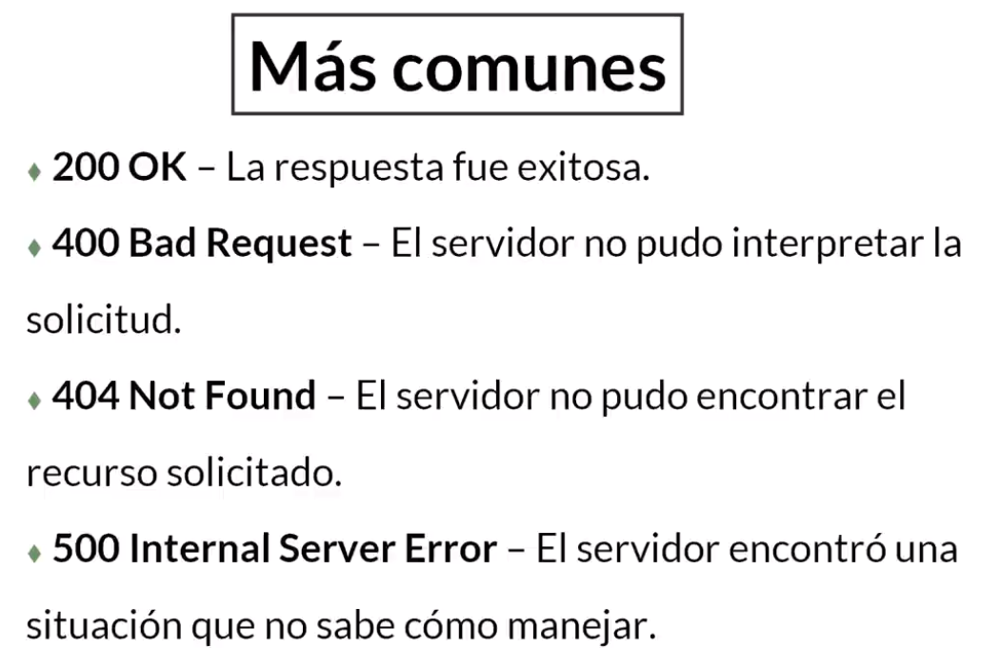 Más comunes
♦ 200 OK – La respuesta fue exitosa.
♦ 400 Bad Request – El servidor no pudo interpretar la
solicitud.
♦ 404 Not Found – El servidor no pudo encontrar el
recurso solicitado.
♦ 500 Internal Server Error – El servidor encontró una
situación que no sabe cómo manejar.